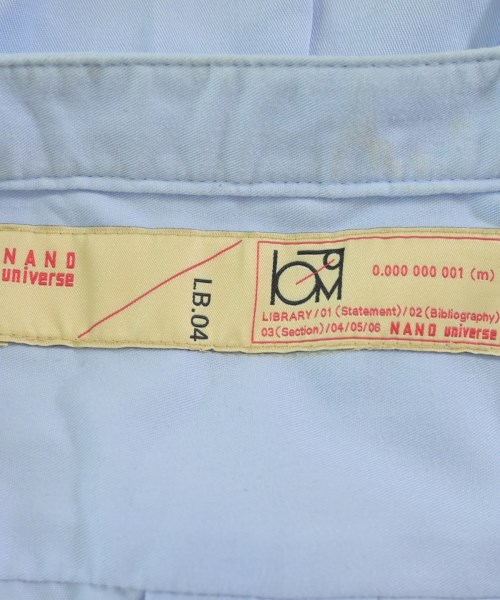 NANO
universe
LB.04
0.000 000 001 (m)
LIBRARY/01 (Statement)/02 (Bibliography)
03(Section)/04/05/06 NANO universe